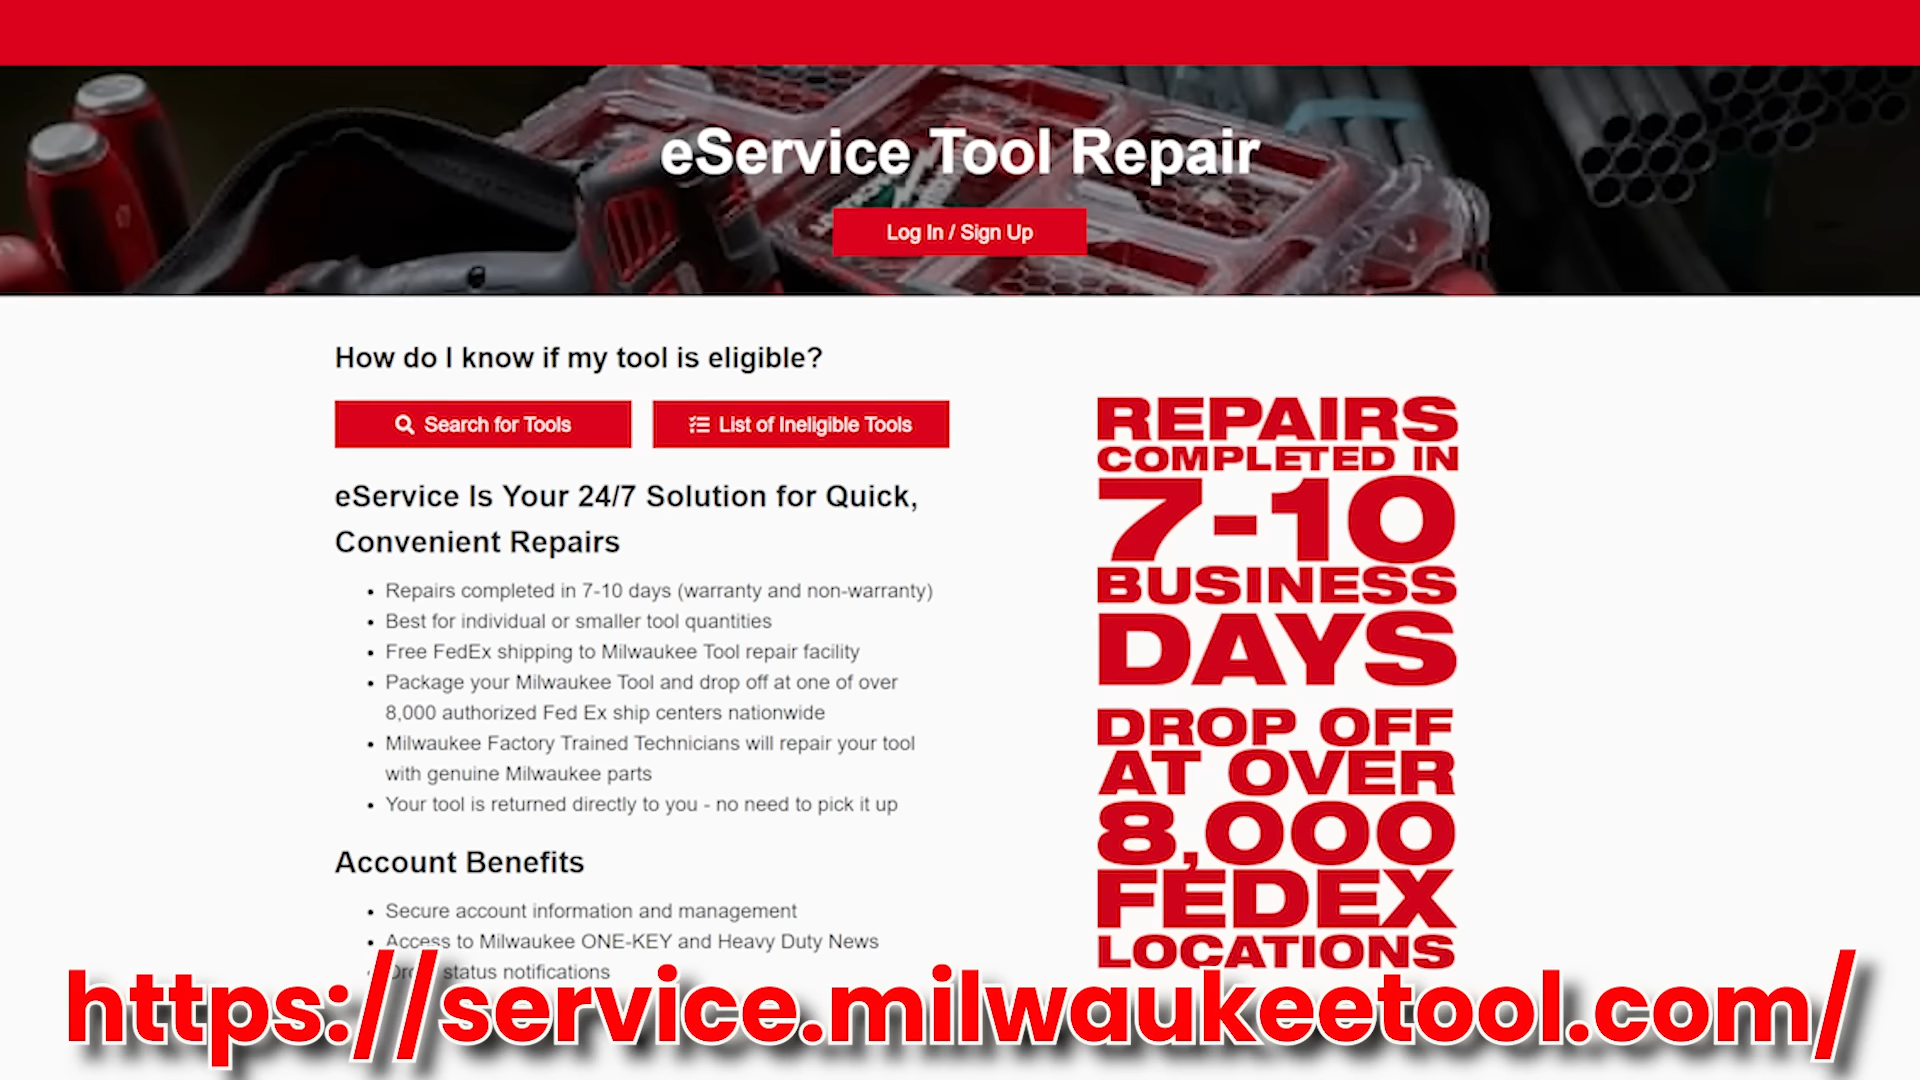 eService Tool Repair
Log In / Sign Up
How do I know if my tool is eligible?
Search for Tools
List of Ineligible Tools
eService Is Your 24/7 Solution for Quick,
Convenient Repairs
• Repairs completed in 7-10 days (warranty and non-warranty)
• Best for individual or smaller tool quantities
• Free FedEx shipping to Milwaukee Tool repair facility
• Package your Milwaukee Tool and drop off at one of over
8,000 authorized Fed Ex ship centers nationwide
• Milwaukee Factory Trained Technicians will repair your tool
with genuine Milwaukee parts
• Your tool is returned directly to you - no need to pick it up
Account Benefits
• Secure account information and management
• Access to Milwaukee ONE-KEY and Heavy Duty News
• status notifications
REPAIRS
COMPLETED IN
7-10
BUSINESS
DAYS
DROP OFF
AT OVER
8,000
FEDEX
LOCATIONS
https://service.milwaukeetool.com/